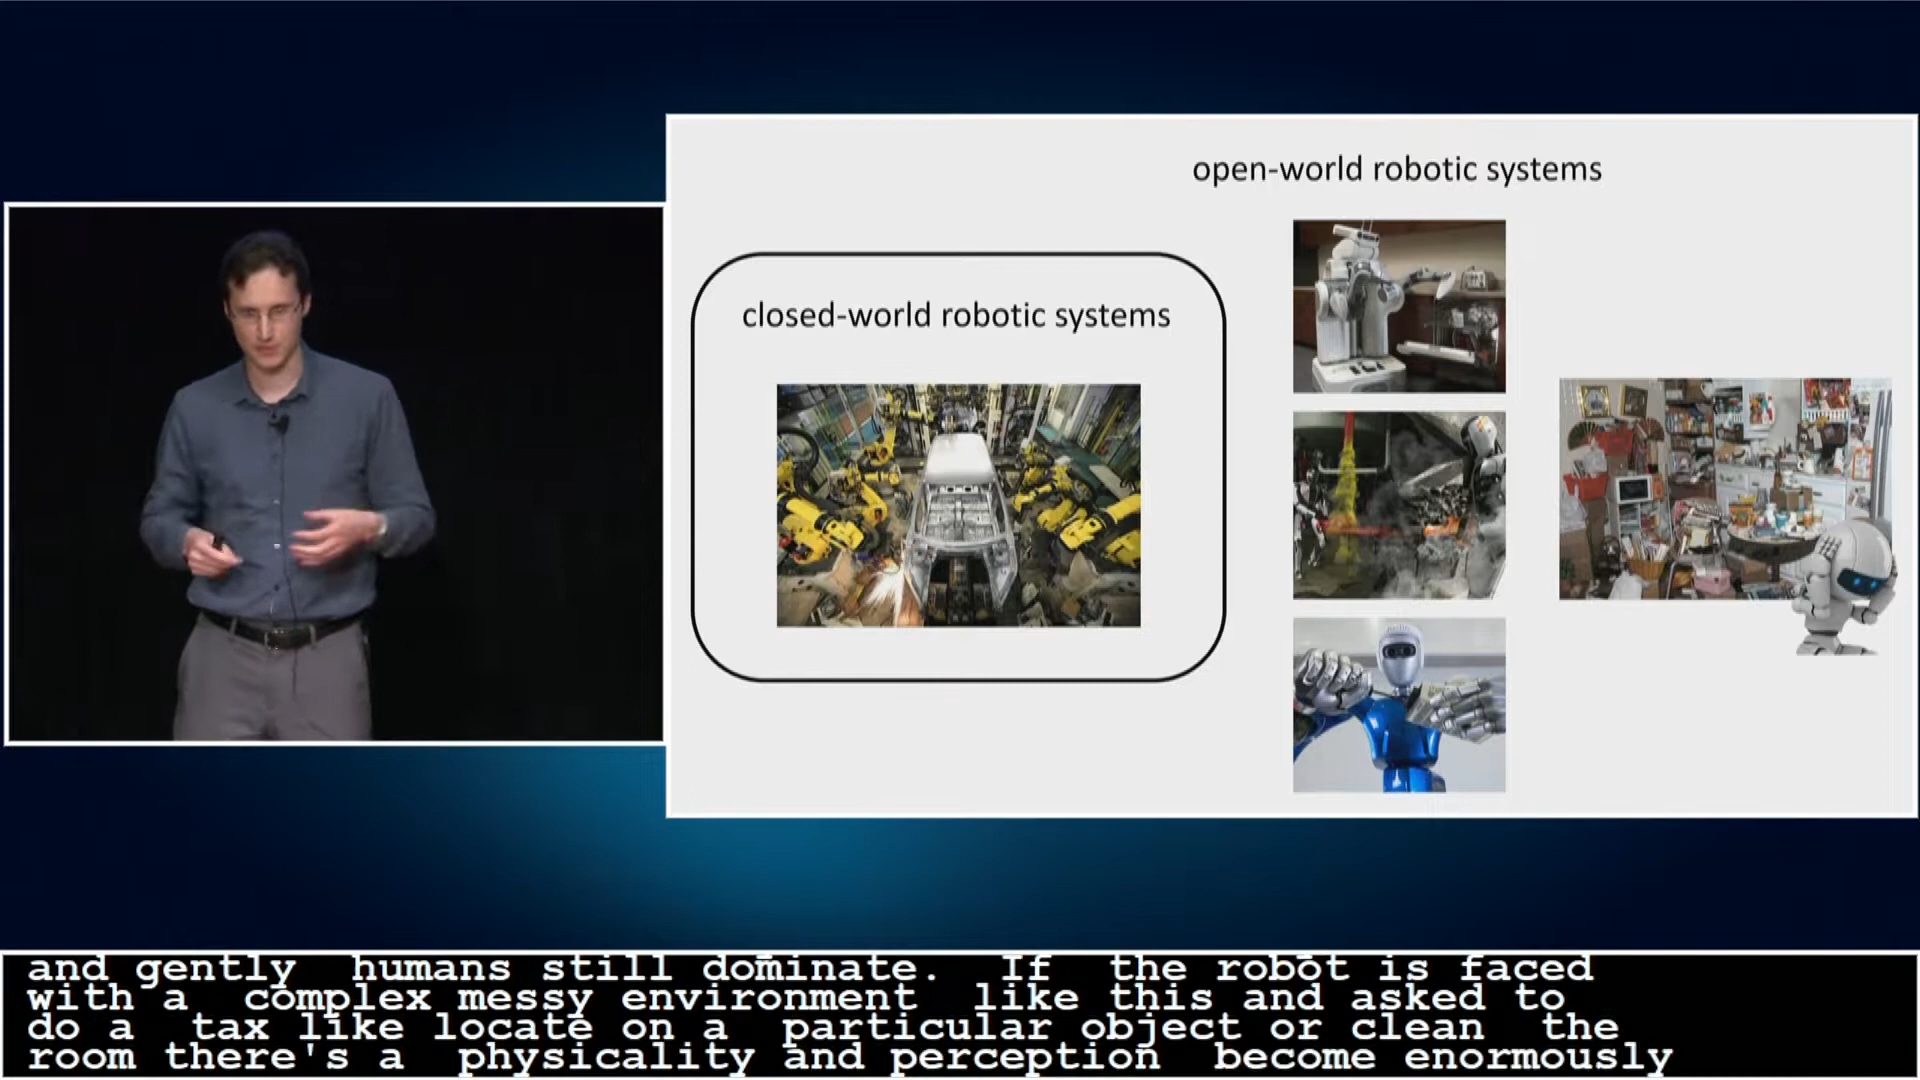 open-world robotic systems
closed-world robotic systems
and gently humans still dominate. If the robot is faced
with a complex messy environment like this and asked to
do a tax like locate on a particular object or clean the
room there's a physicality and perception become enormously